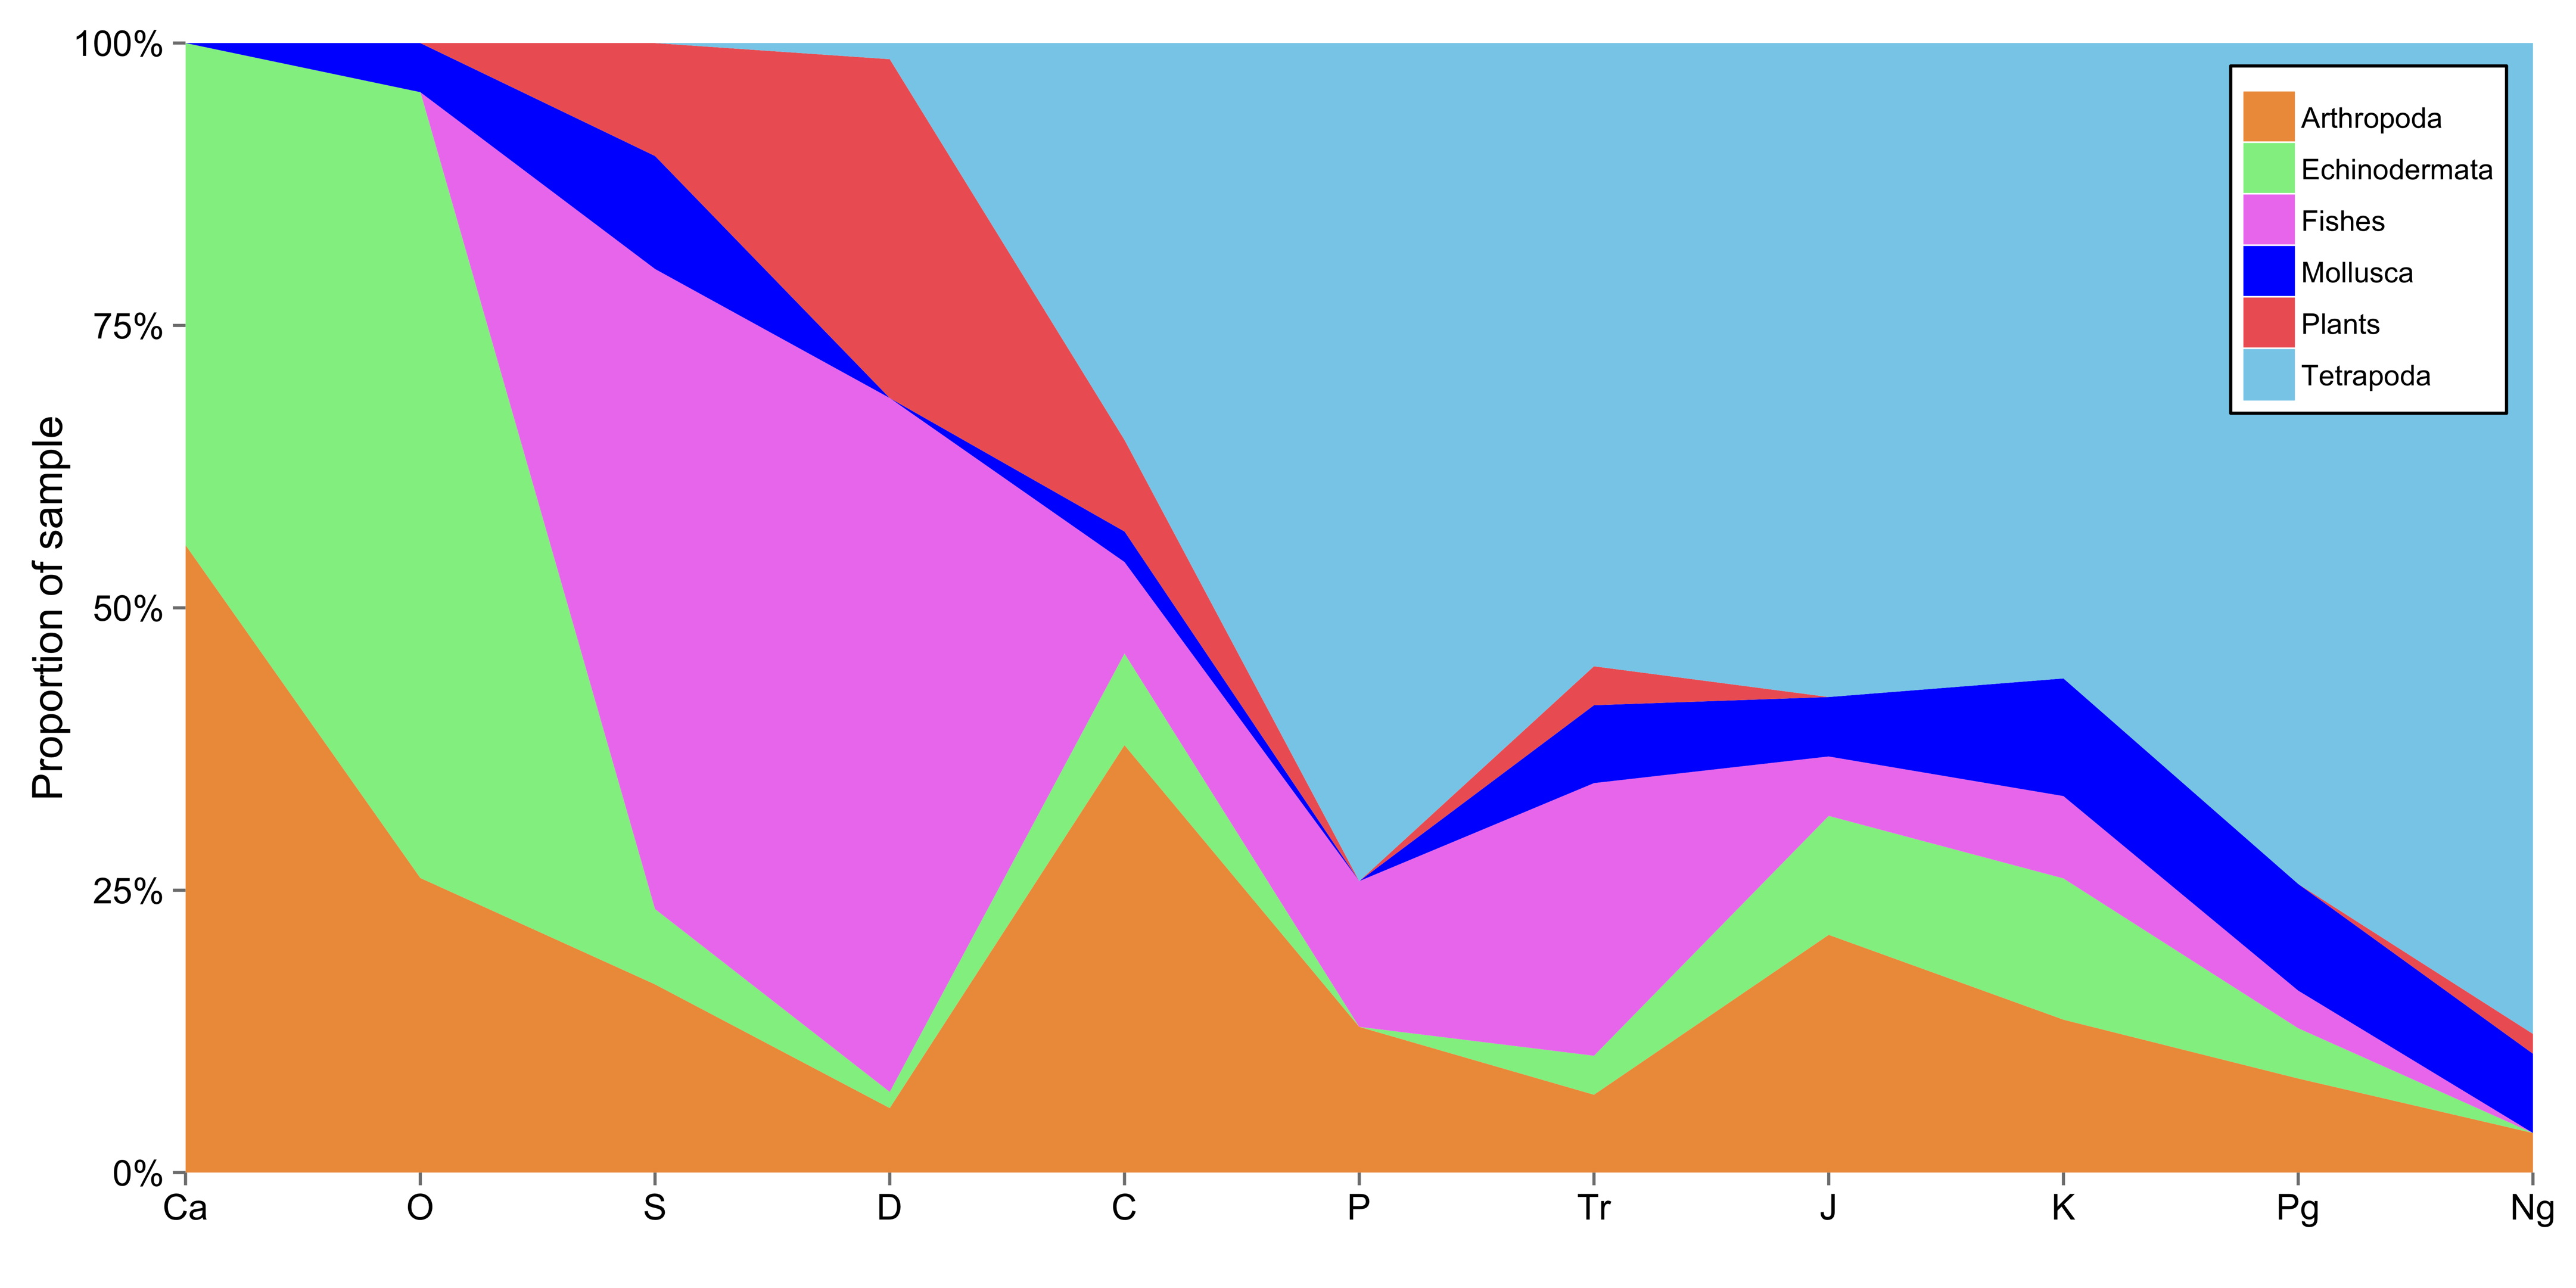 100%
75%
50%
25%
0%
Proportion of sample
Ca O S D C P Tr J K Pg Ng
Arthropoda
Echinodermata
Fishes
Mollusca
Plants
Tetrapoda